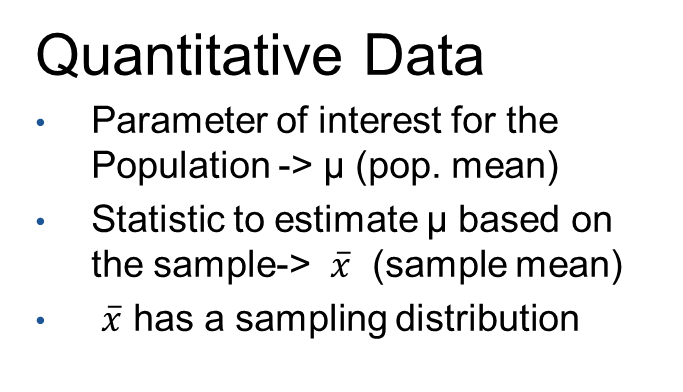 Quantitative Data
• Parameter of interest for the
Population -> µ (pop. mean)
• Statistic to estimate µ based on
the sample-> x̄ (sample mean)
• x̄ has a sampling distribution